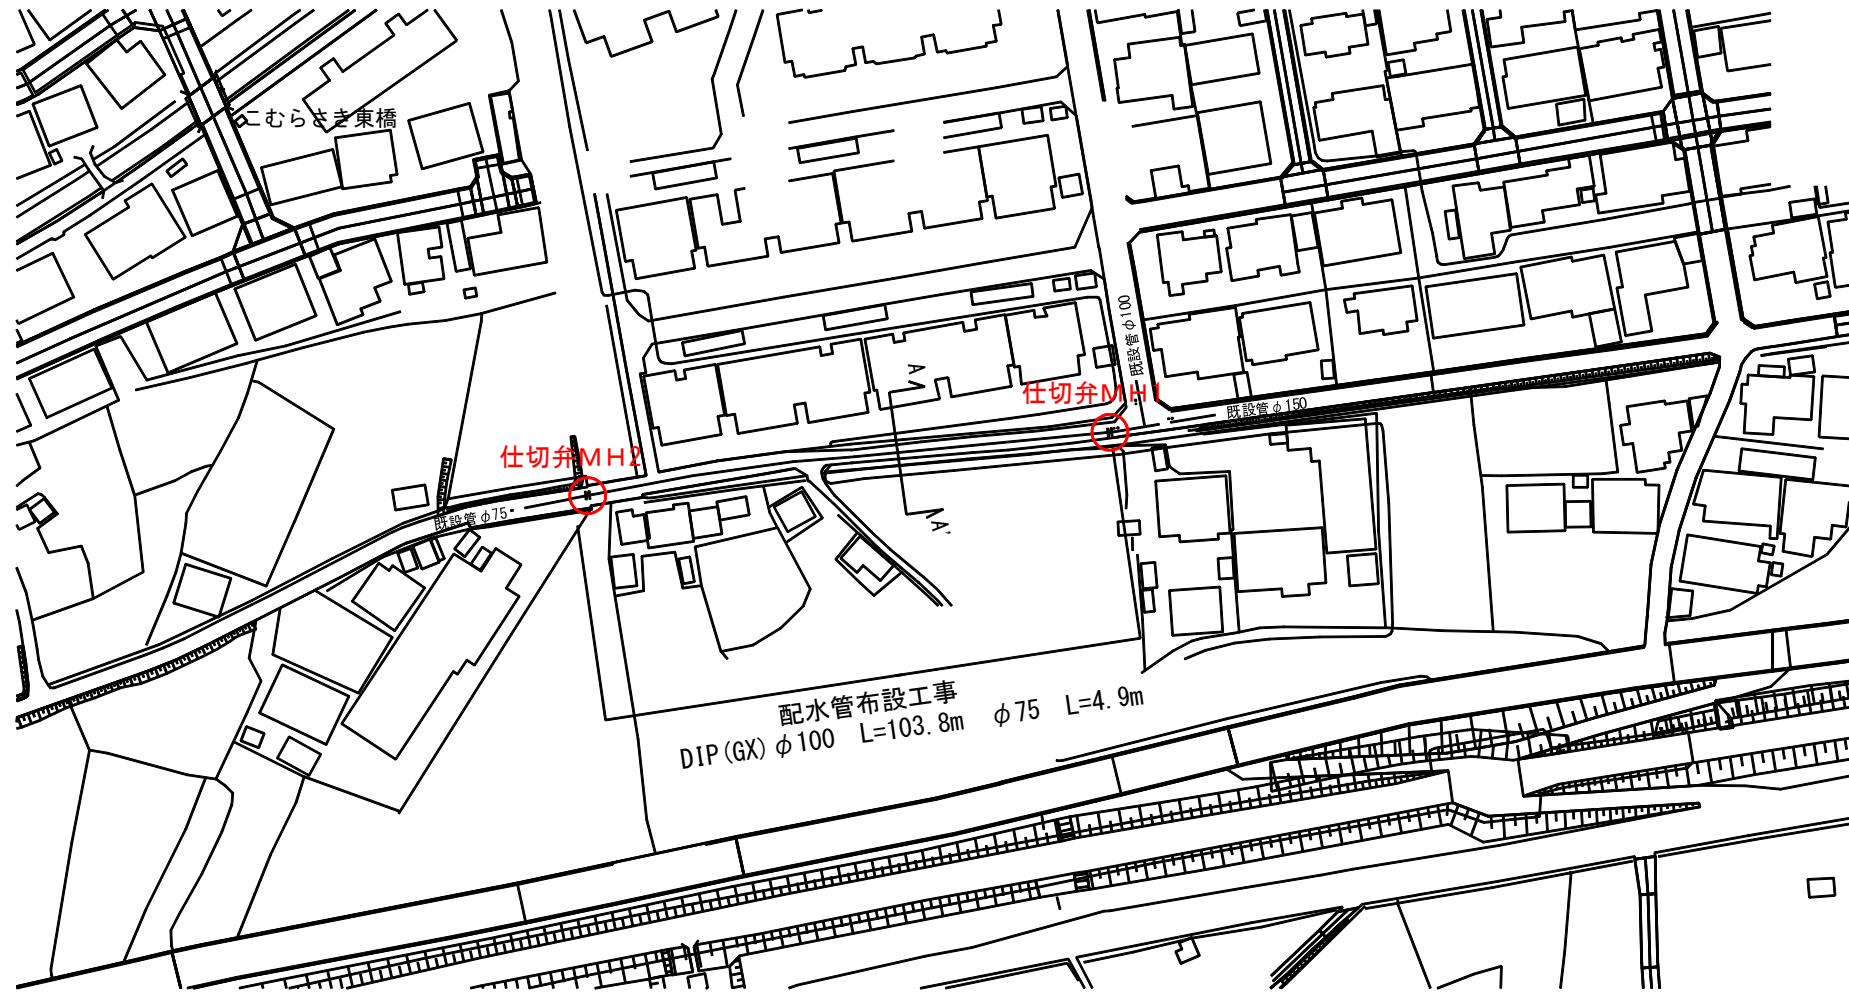 こむらさき東橋
既設管φ100
A
仕切弁MH1
既設管φ150
仕切弁MH2
既設管φ75
A'
配水管布設工事
DIP(GX)φ100 L=103.8m φ75 L=4.9m